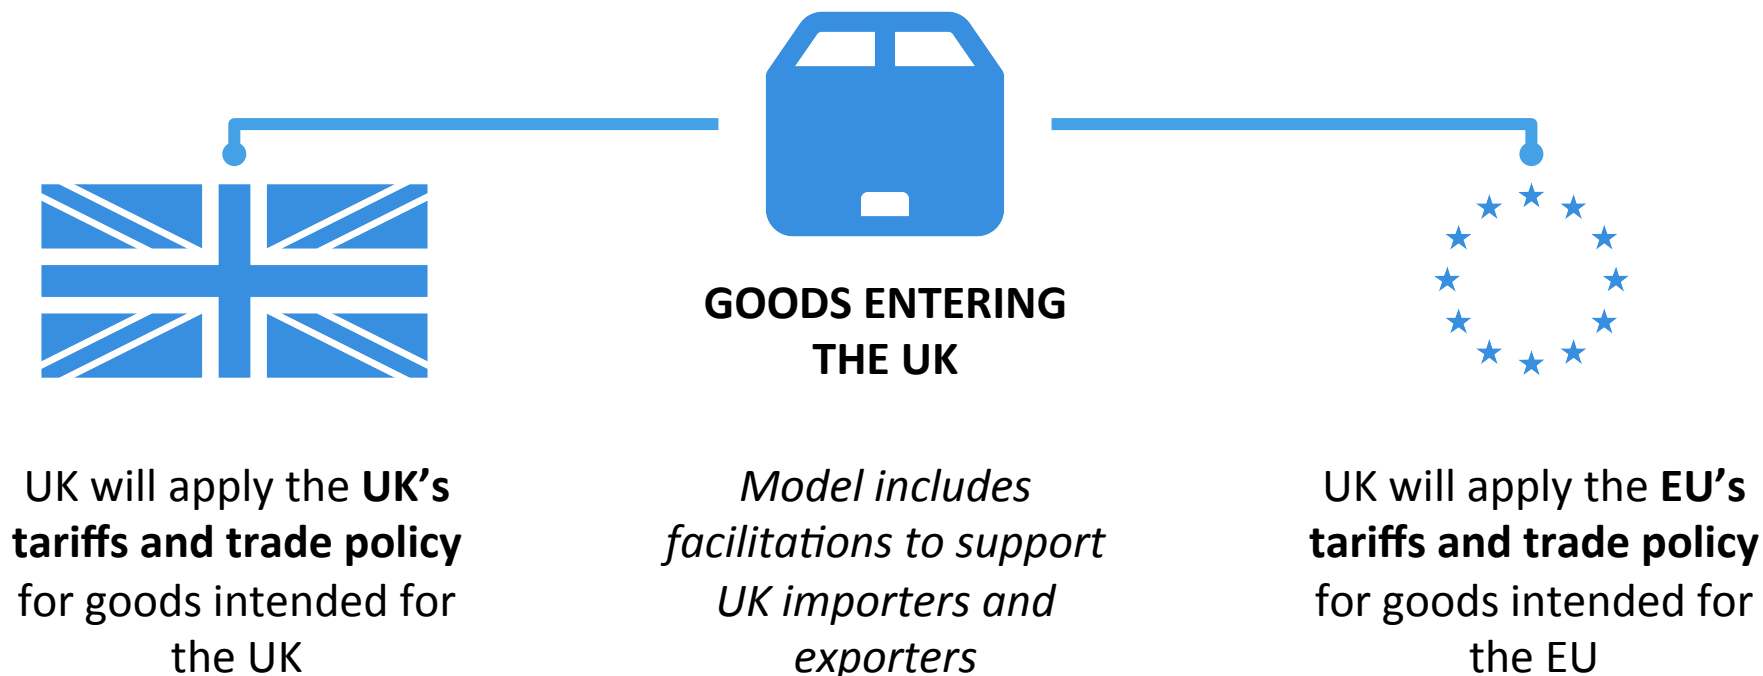 GOODS ENTERING
THE UK
UK will apply the UK’s
tariffs and trade policy
for goods intended for
the UK
Model includes
facilitations to support
UK importers and
exporters
UK will apply the EU’s
tariffs and trade policy
for goods intended for
the EU